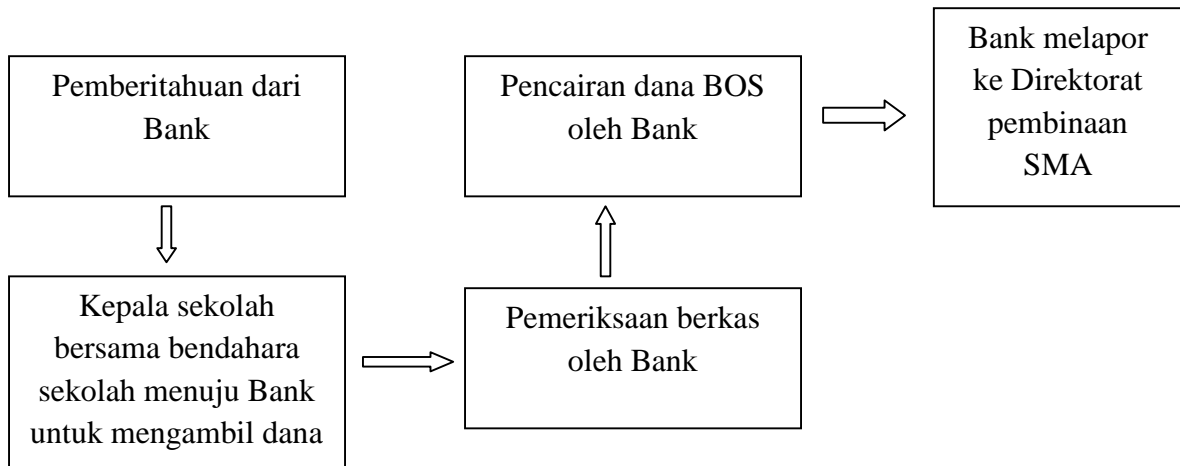 Pemberitahuan dari
Bank
Kepala sekolah
bersama bendahara
sekolah menuju Bank
untuk mengambil dana
Pemeriksaan berkas
oleh Bank
Pencairan dana BOS
oleh Bank
Bank melapor
ke Direktorat
pembinaan
SMA